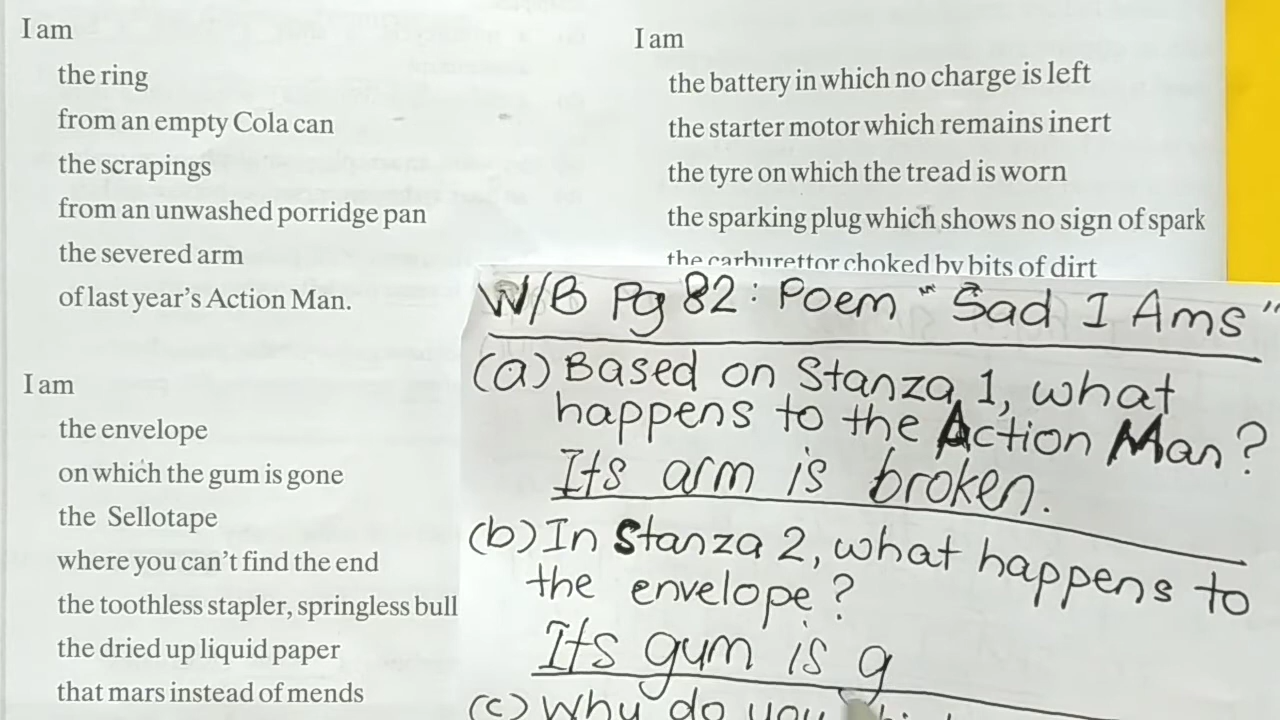 I am
the ring
from an empty Cola can
the scrapings
from an unwashed porridge pan
the severed arm
of last year's Action Man.
I am
the envelope
on which the gum is gone
the Sellotape
where you can't find the end
the toothless stapler, springless bull
the dried up liquid paper
that mars instead of mends
I am
the battery in which no charge is left
the starter motor which remains inert
the tyre on which the tread is worn
the sparking plug which shows no sign of spark
the carburettor choked by bits of dirt
W/B Pg 82: Poem "Sad I Ams"
(a) Based on Stanza 1, what
happens to the Action Man?
Its arm is broken.
(b) In Stanza 2, what happens to
the envelope?
Its gum is g
(c) Why do you